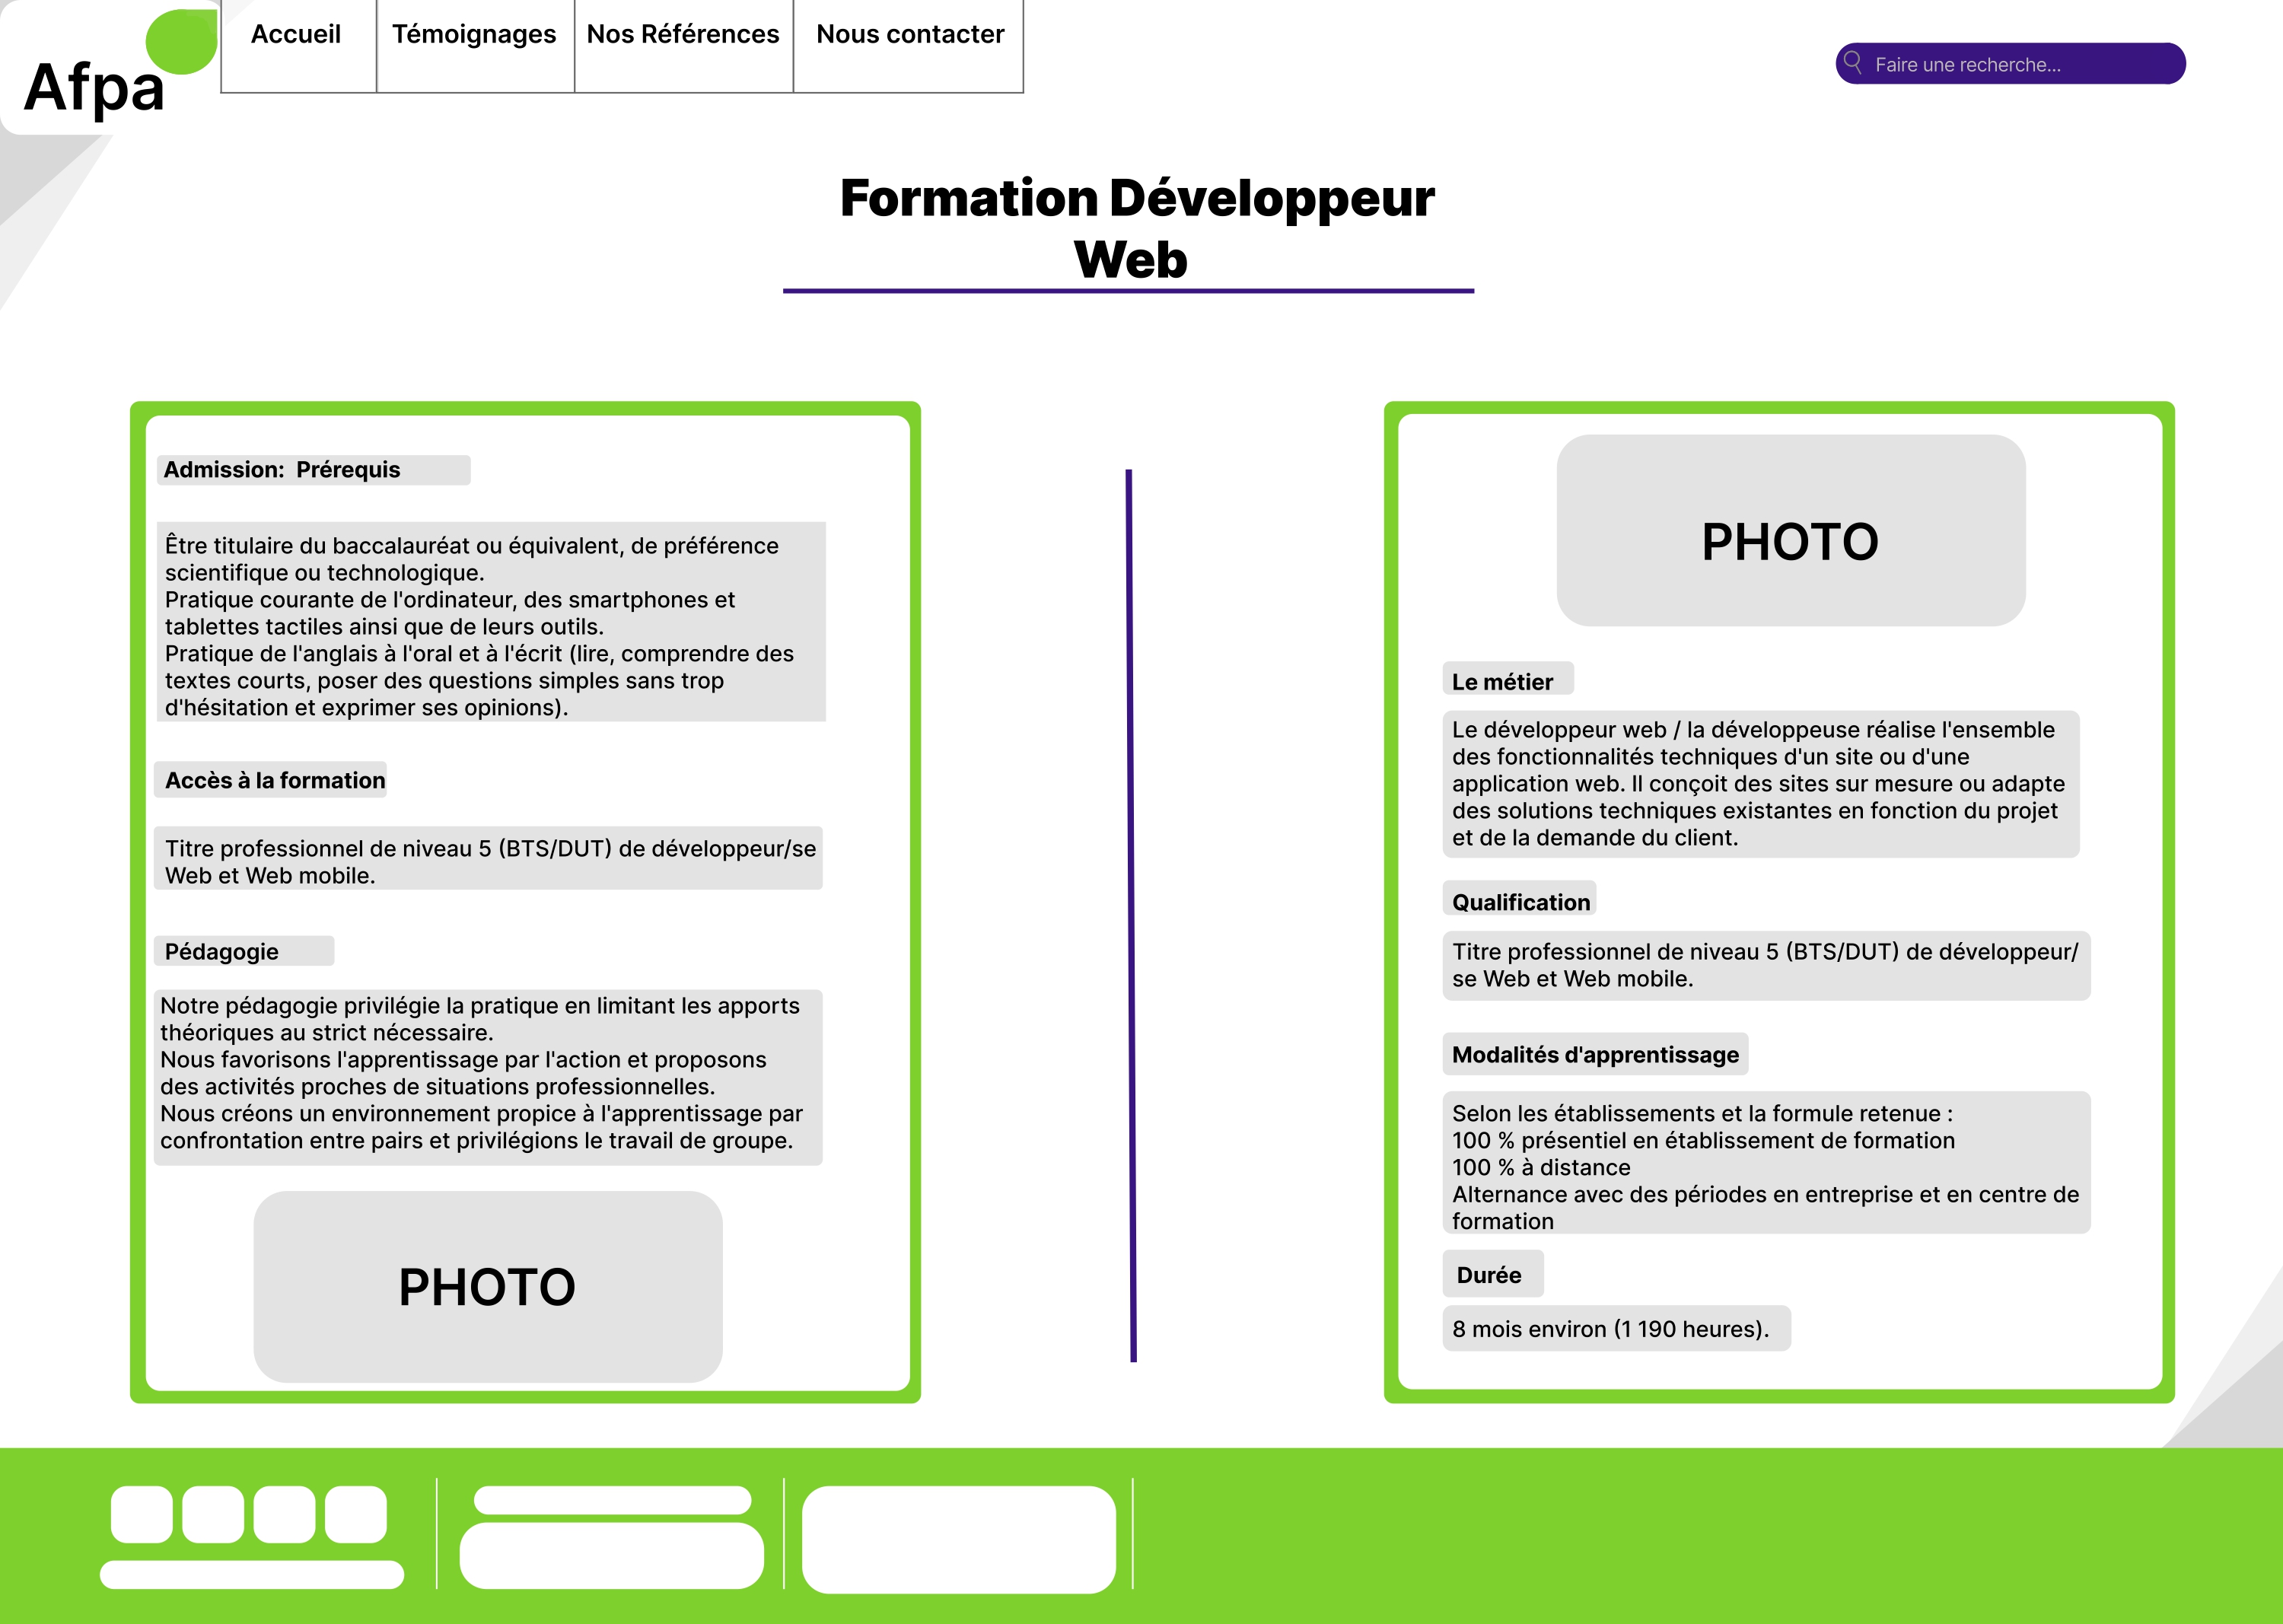 Afpa
Accueil
Témoignages
Nos Références
Nous contacter
Faire une recherche...
Formation Développeur
Web
Admission:  Prérequis
Être titulaire du baccalauréat ou équivalent, de préférence
scientifique ou technologique.
Pratique courante de l'ordinateur, des smartphones et
tablettes tactiles ainsi que de leurs outils.
Pratique de l'anglais à l'oral et à l'écrit (lire, comprendre des
textes courts, poser des questions simples sans trop
d'hésitation et exprimer ses opinions).
Accès à la formation
Titre professionnel de niveau 5 (BTS/DUT) de développeur/se
Web et Web mobile.
Pédagogie
Notre pédagogie privilégie la pratique en limitant les apports
théoriques au strict nécessaire.
Nous favorisons l'apprentissage par l'action et proposons
des activités proches de situations professionnelles.
Nous créons un environnement propice à l'apprentissage par
confrontation entre pairs et privilégions le travail de groupe.
PHOTO
PHOTO
Le métier
Le développeur web / la développeuse réalise l'ensemble
des fonctionnalités techniques d'un site ou d'une
application web. Il conçoit des sites sur mesure ou adapte
des solutions techniques existantes en fonction du projet
et de la demande du client.
Qualification
Titre professionnel de niveau 5 (BTS/DUT) de développeur/
se Web et Web mobile.
Modalités d'apprentissage
Selon les établissements et la formule retenue :
100 % présentiel en établissement de formation
100 % à distance
Alternance avec des périodes en entreprise et en centre de
formation
Durée
8 mois environ (1 190 heures).